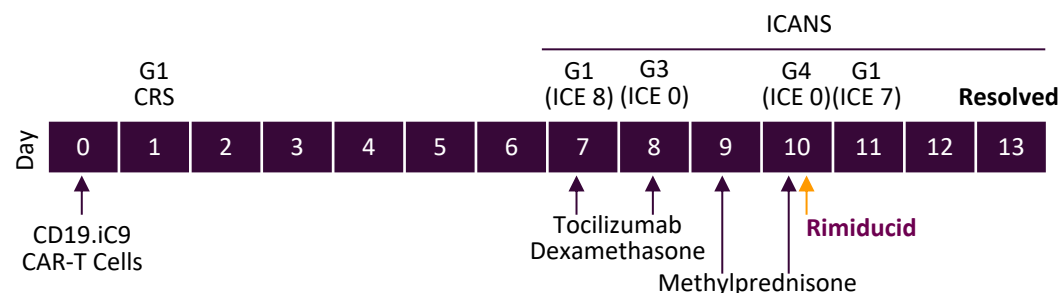 ICANS
G1
CRS
G1
(ICE 8)
G3
(ICE 0)
G4
(ICE 0)
G1
(ICE 7)
Resolved
Day
0 1 2 3 4 5 6 7 8 9 10 11 12 13
CD19.iC9
CAR-T Cells
Tocilizumab
Dexamethasone
Rimiducid
Methylprednisone